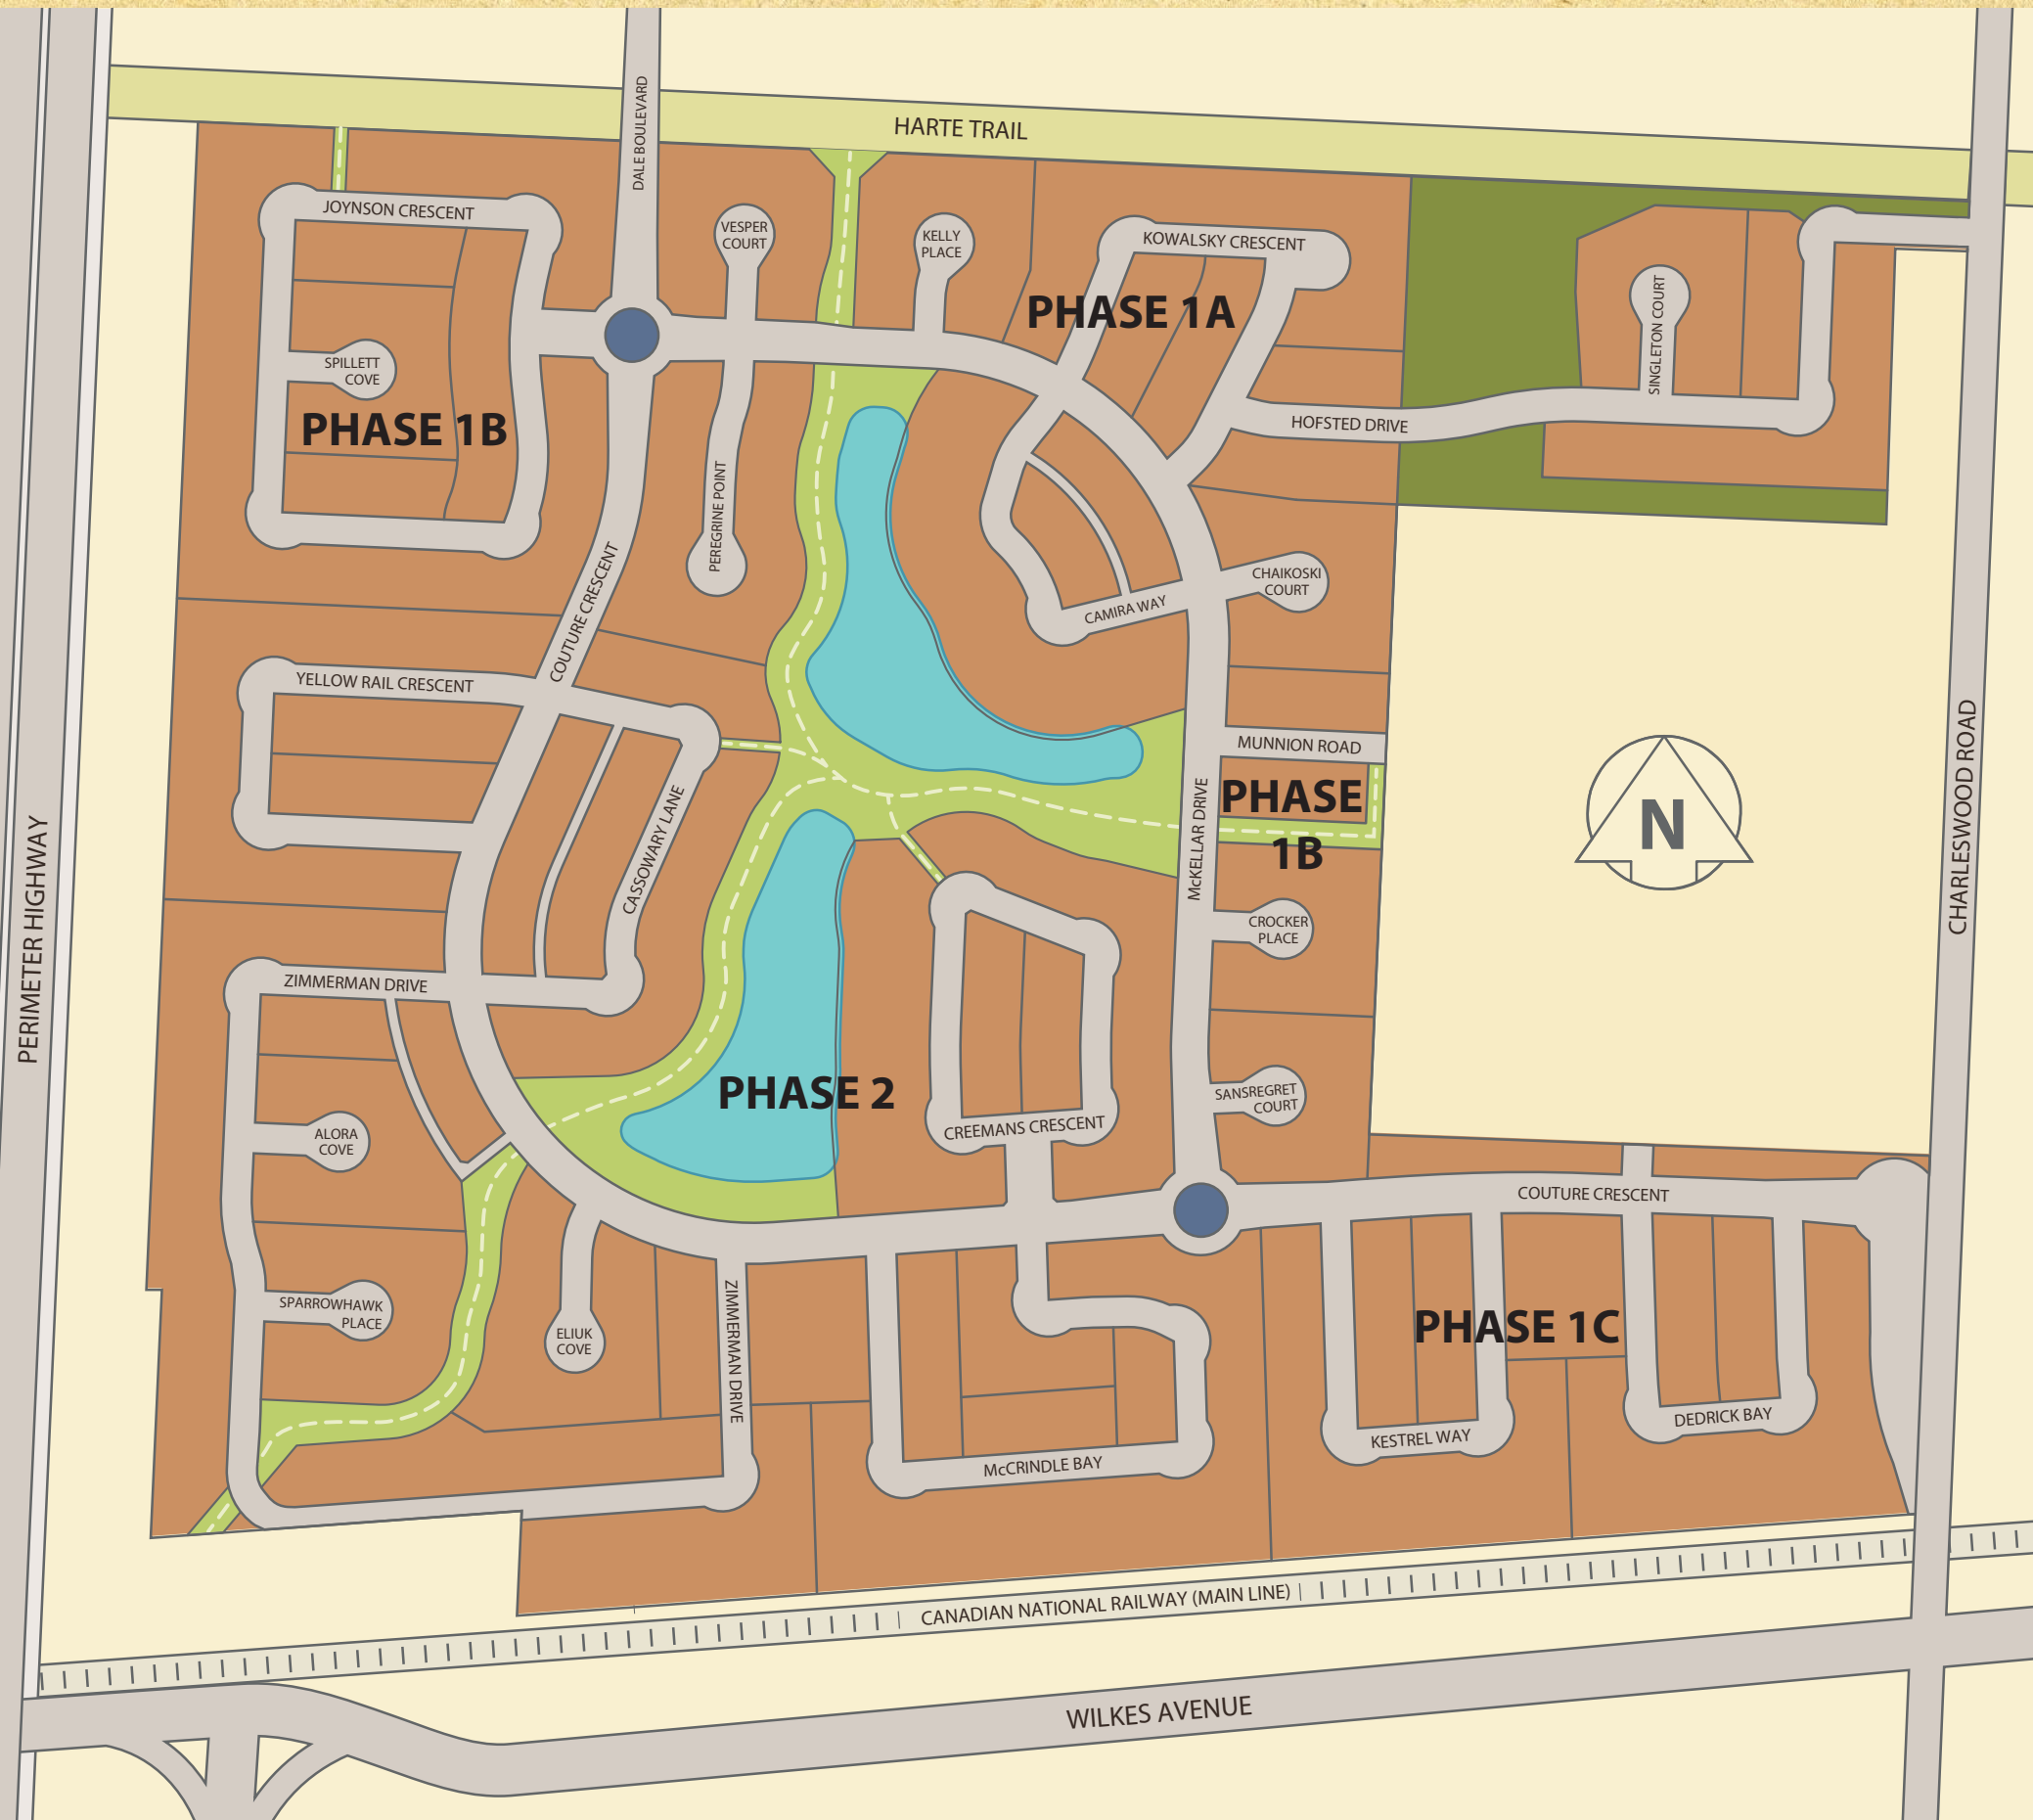 HARTE TRAIL
DALE BOULEVARD
JOYNSON CRESCENT
VESPER
COURT
KELLY
PLACE
KOWALSKY CRESCENT
PHASE 1A
SINGLETON COURT
SPILLETT
COVE
PHASE 1B
HOFSTED DRIVE
PEREGRINE POINT
COUTURE CRESCENT
CHAIKOSKI
COURT
CAMIRA WAY
YELLOW RAIL CRESCENT
MUNNION ROAD
PHASE
1B
McKELLAR DRIVE
N
CHARLESWOOD ROAD
PERIMETER HIGHWAY
CASSOWARY LANE
CROCKER
PLACE
ZIMMERMAN DRIVE
PHASE 2
SANSREGRET
COURT
CREEMANS CRESCENT
ALORA
COVE
COUTURE CRESCENT
SPARROWHAWK
PLACE
ELIUK
COVE
ZIMMERMAN DRIVE
PHASE 1C
DEDRICK BAY
KESTREL WAY
McCRINDLE BAY
CANADIAN NATIONAL RAILWAY (MAIN LINE)
WILKES AVENUE